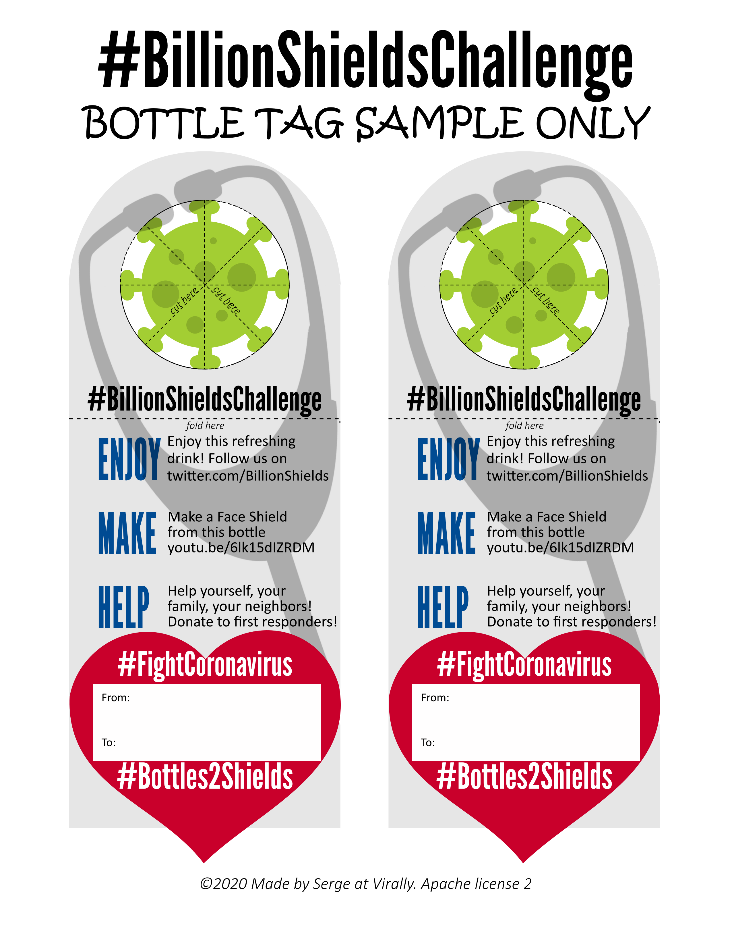 #BillionShieldsChallenge
BOTTLE TAG SAMPLE ONLY
cut here
cut here
#BillionShieldsChallenge
fold here
ENJOY
Enjoy this refreshing
drink! Follow us on
twitter.com/BillionShields
MAKE
Make a Face Shield
from this bottle
youtu.be/6lk15dIZRDM
HELP
Help yourself, your
family, your neighbors!
Donate to first responders!
#FightCoronavirus
From:
To:
#Bottles2Shields
cut here
cut here
#BillionShieldsChallenge
fold here
ENJOY
Enjoy this refreshing
drink! Follow us on
twitter.com/BillionShields
MAKE
Make a Face Shield
from this bottle
youtu.be/6lk15dIZRDM
HELP
Help yourself, your
family, your neighbors!
Donate to first responders!
#FightCoronavirus
From:
To:
#Bottles2Shields
©2020 Made by Serge at Virally. Apache license 2